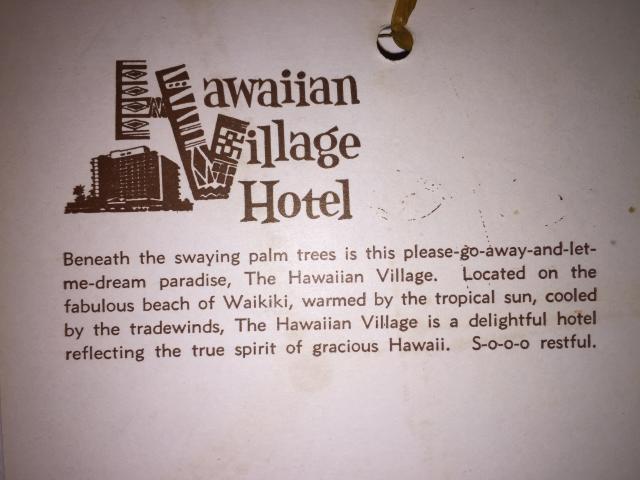 Hawaiian
Village
Hotel
Beneath the swaying palm trees is this please-go-away-and-let-
me-dream paradise, The Hawaiian Village. Located on the
fabulous beach of Waikiki, warmed by the tropical sun, cooled
by the tradewinds, The Hawaiian Village is a delightful hotel
reflecting the true spirit of gracious Hawaii. S-o-o-o restful.